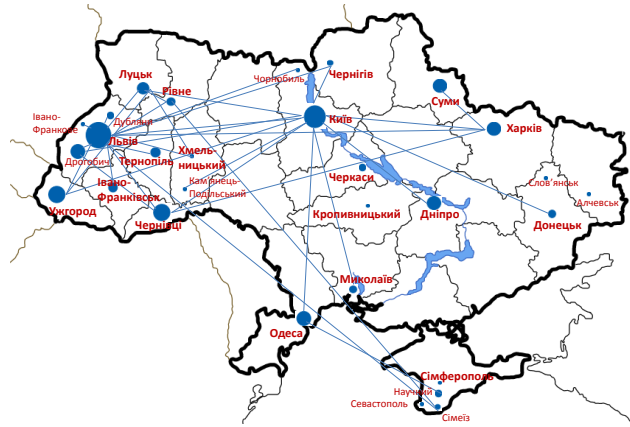 Луцьк
Рівне
Чорнобиль
Чернігів
Суми
Івано-
Франкове
Дубляни
Львів
Київ
Харків
Дрогобич
Тернопіль
Хмель-
ницький
Кам'янець-
Подільський
Івано-
Франківськ
Ужгород
Чернівці
Черкаси
Слов'янськ
Алчевськ
Кропивницький
Дніпро
Донецьк
Миколаїв
Одеса
Сімферополь
Научний
Севастополь
Сімеїз